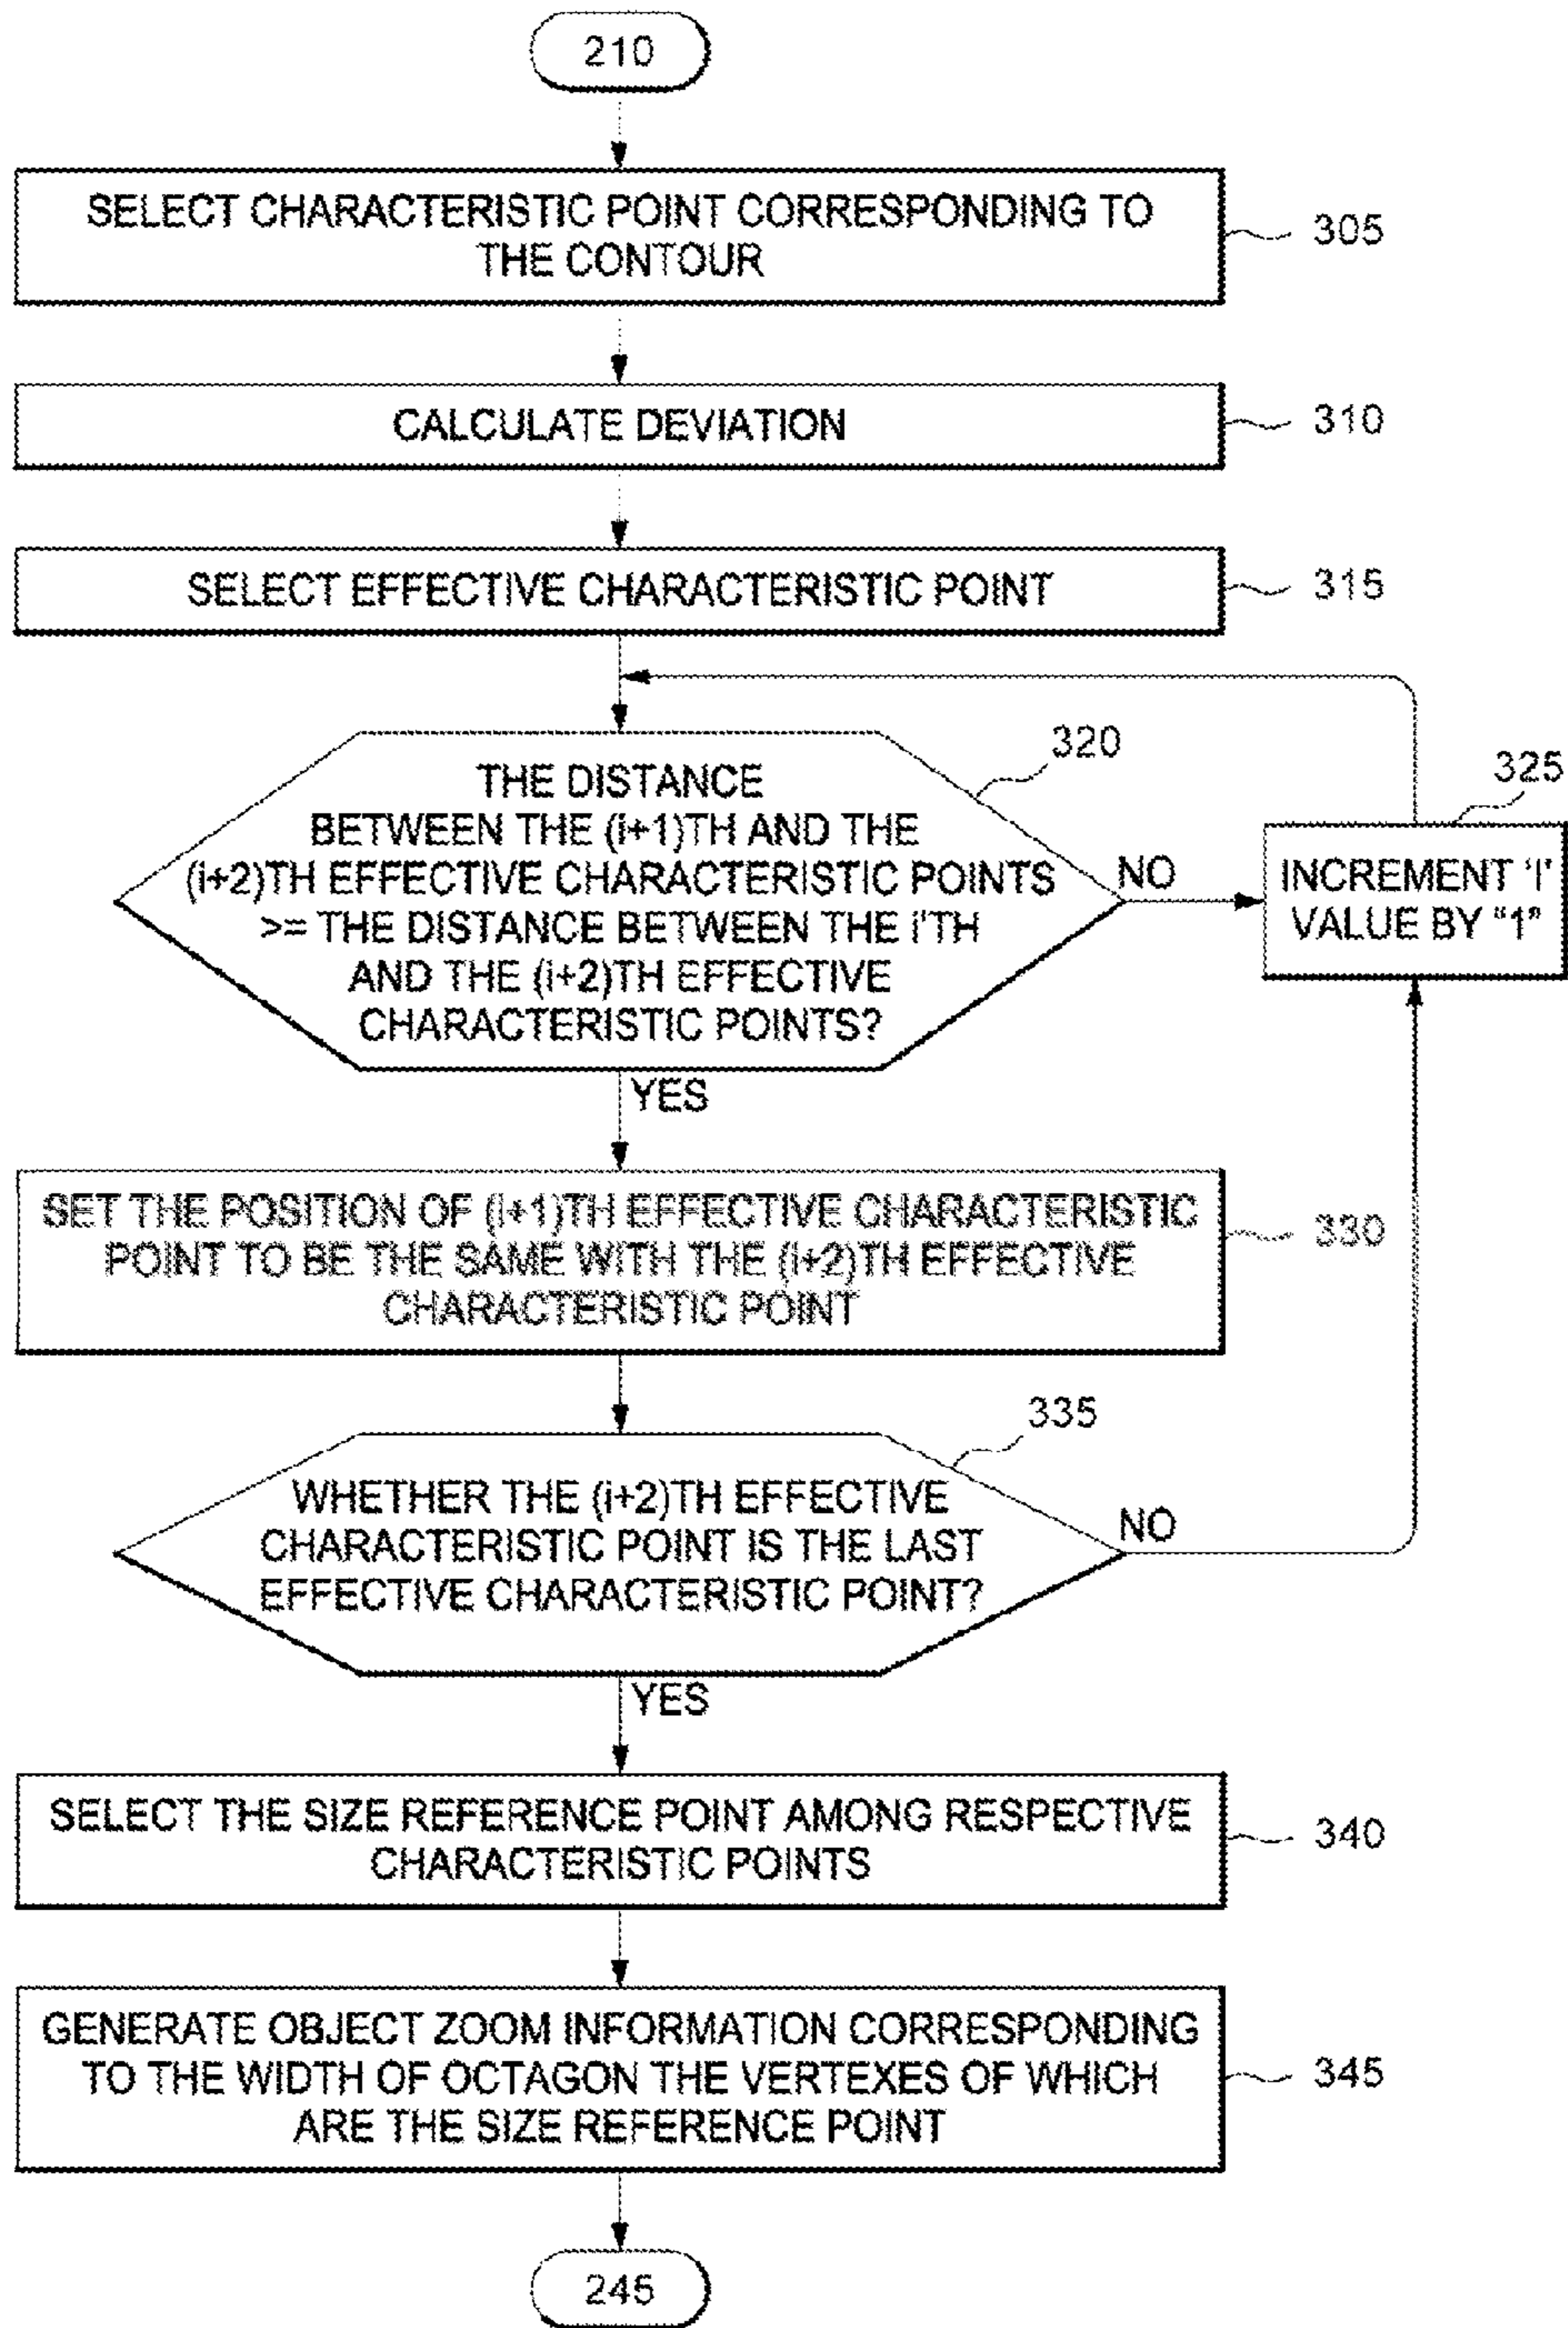 210
SELECT CHARACTERISTIC POINT CORRESPONDING TO
THE CONTOUR
305
CALCULATE DEVIATION
310
SELECT EFFECTIVE CHARACTERISTIC POINT
315
320
THE DISTANCE
BETWEEN THE (i+1)TH AND THE
(i+2)TH EFFECTIVE CHARACTERISTIC POINTS
>= THE DISTANCE BETWEEN THE i'TH
AND THE (i+2)TH EFFECTIVE
CHARACTERISTIC POINTS?
NO
325
INCREMENT 'I'
VALUE BY "1"
YES
SET THE POSITION OF (i+1)TH EFFECTIVE CHARACTERISTIC
POINT TO BE THE SAME WITH THE (i+2)TH EFFECTIVE
CHARACTERISTIC POINT
330
335
WHETHER THE (i+2)TH EFFECTIVE
CHARACTERISTIC POINT IS THE LAST
EFFECTIVE CHARACTERISTIC POINT?
NO
YES
SELECT THE SIZE REFERENCE POINT AMONG RESPECTIVE
CHARACTERISTIC POINTS
340
GENERATE OBJECT ZOOM INFORMATION CORRESPONDING
TO THE WIDTH OF OCTAGON THE VERTEXES OF WHICH
ARE THE SIZE REFERENCE POINT
345
245